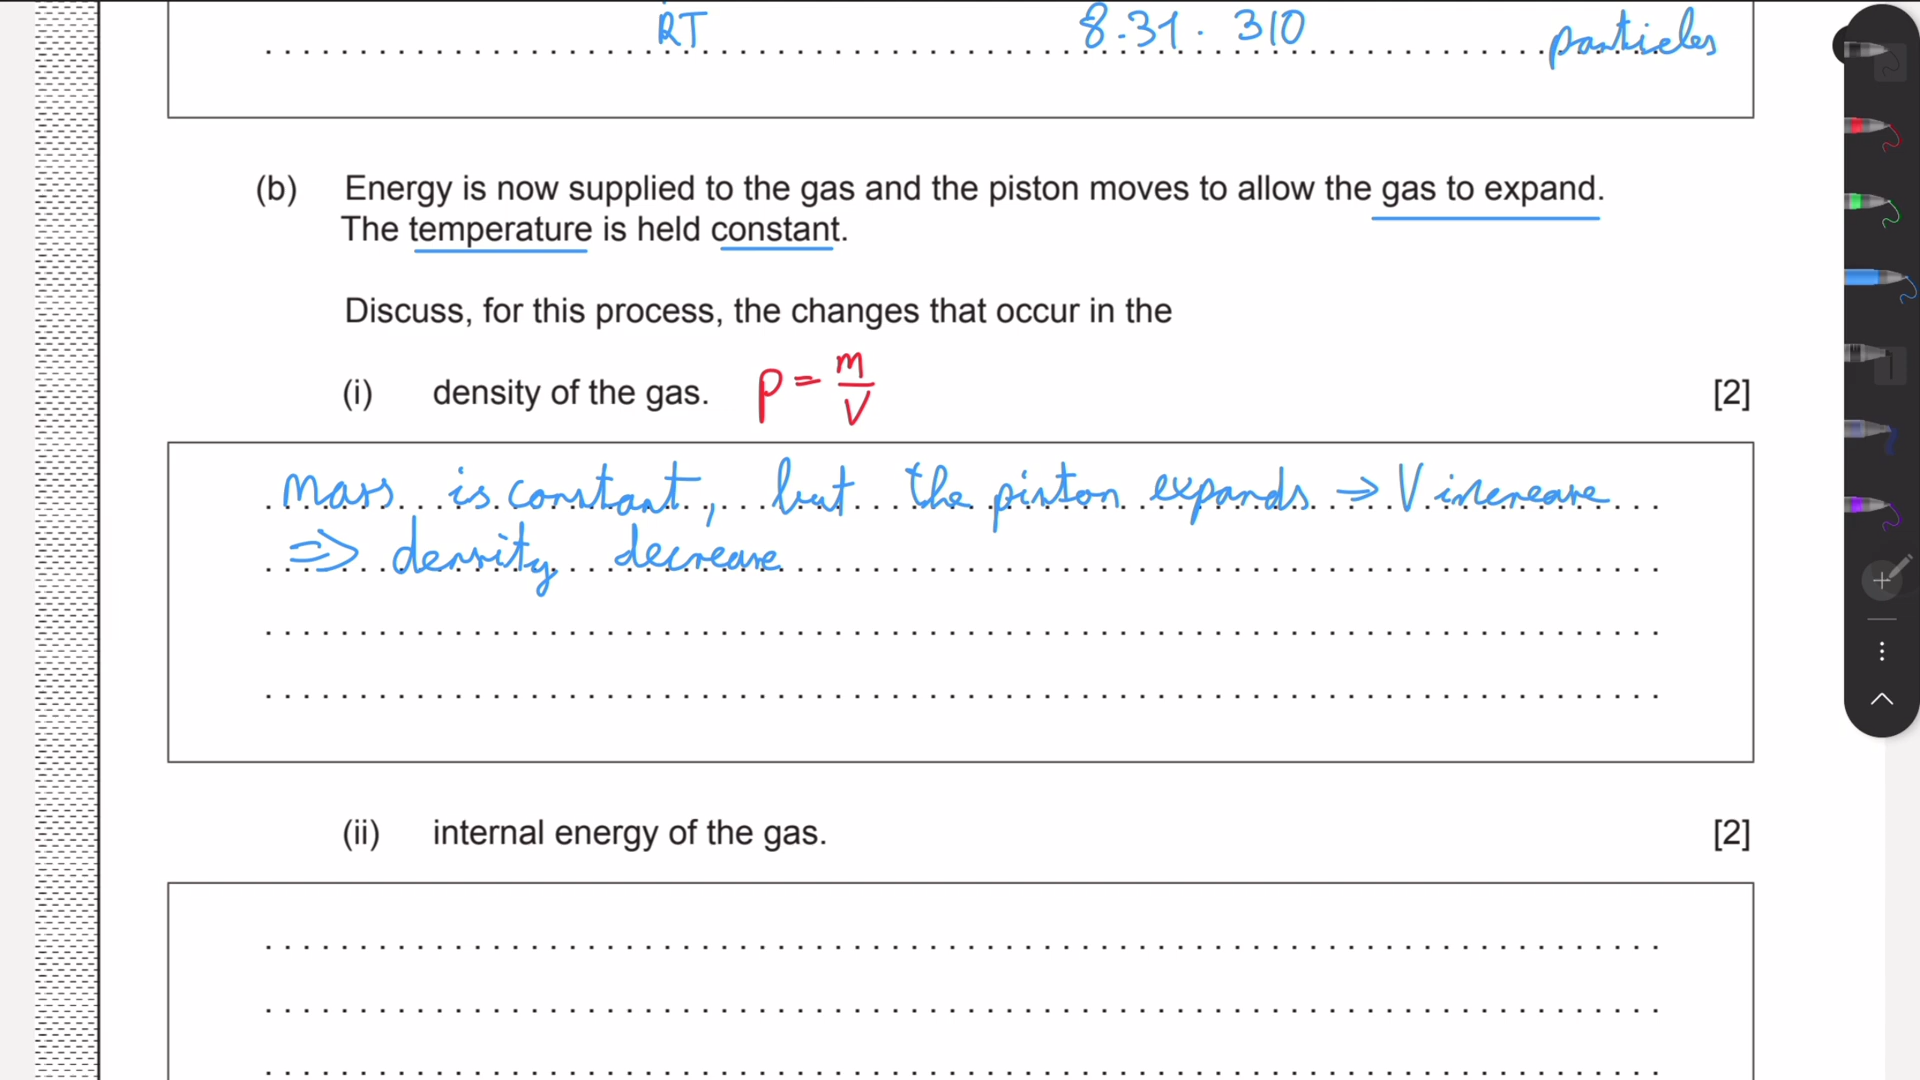 RT 8.31 · 310 particles
(b) Energy is now supplied to the gas and the piston moves to allow the gas to expand.
The temperature is held constant.
Discuss, for this process, the changes that occur in the
(i) density of the gas. ρ = m/V [2]
Mass is constant, but the piston expands ⇒ V increase
⇒ density decrease
(ii) internal energy of the gas. [2]